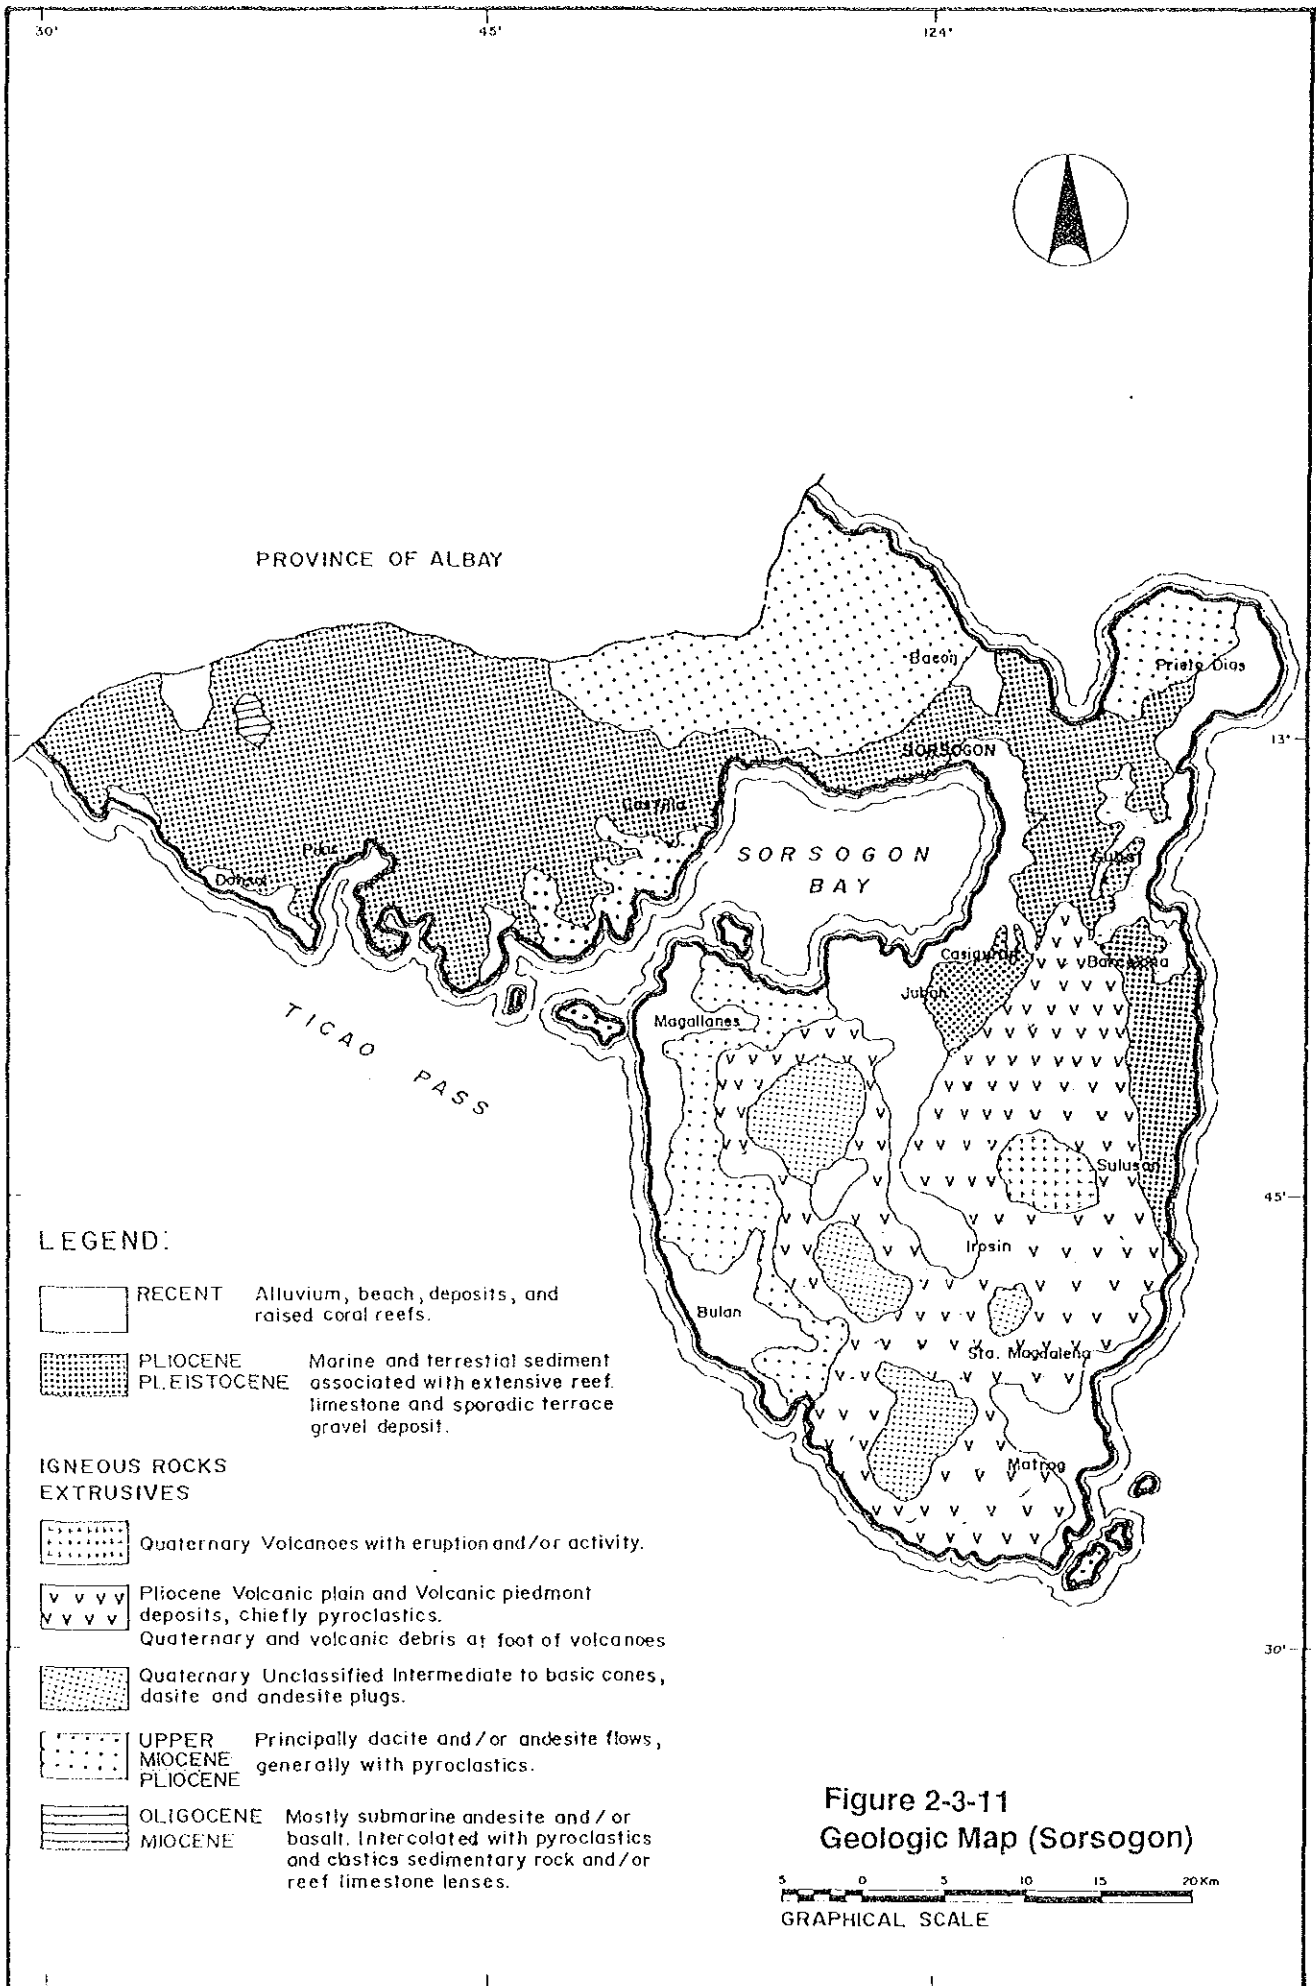 30'
45'
124°
PROVINCE OF ALBAY
Bacon
Prieto Dias
13°
SORSOGON
Castilla
SORSOGON
BAY
Pilar
Donsol
Gubat
Casiguran
Barcelona
Juban
TICAO PASS
Magallanes
Sulusan
45'
Irosin
Bulan
Sta. Magdalena
Matnog
30'
LEGEND:
RECENT Alluvium, beach, deposits, and
raised coral reefs.
PLIOCENE Marine and terrestial sediment
PLEISTOCENE associated with extensive reef.
limestone and sporadic terrace
gravel deposit.
IGNEOUS ROCKS
EXTRUSIVES
Quaternary Volcanoes with eruption and/or activity.
Pliocene Volcanic plain and Volcanic piedmont
deposits, chiefly pyroclastics.
Quaternary and volcanic debris at foot of volcanoes
Quaternary Unclassified Intermediate to basic cones,
dasite and andesite plugs.
UPPER Principally dacite and/or andesite flows,
MIOCENE generally with pyroclastics.
PLIOCENE
OLIGOCENE Mostly submarine andesite and/or
MIOCENE basalt. Intercolated with pyroclastics
and clastics sedimentary rock and/or
reef limestone lenses.
Figure 2-3-11
Geologic Map (Sorsogon)
5 0 5 10 15 20 Km
GRAPHICAL SCALE